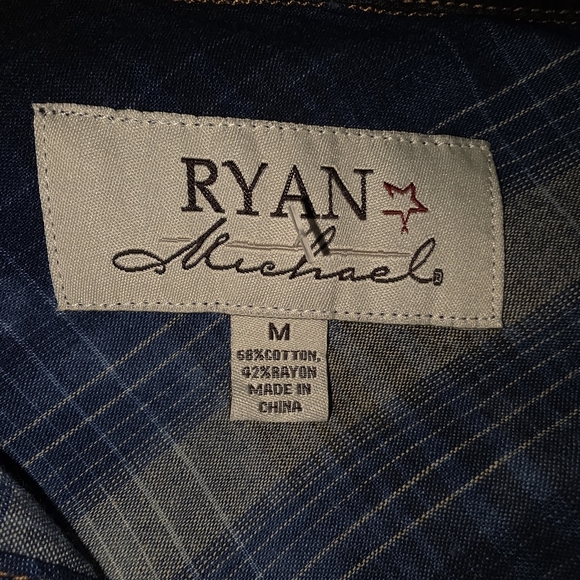 RYAN
Michael
M
58%COTTON,
42%RAYON
MADE IN
CHINA